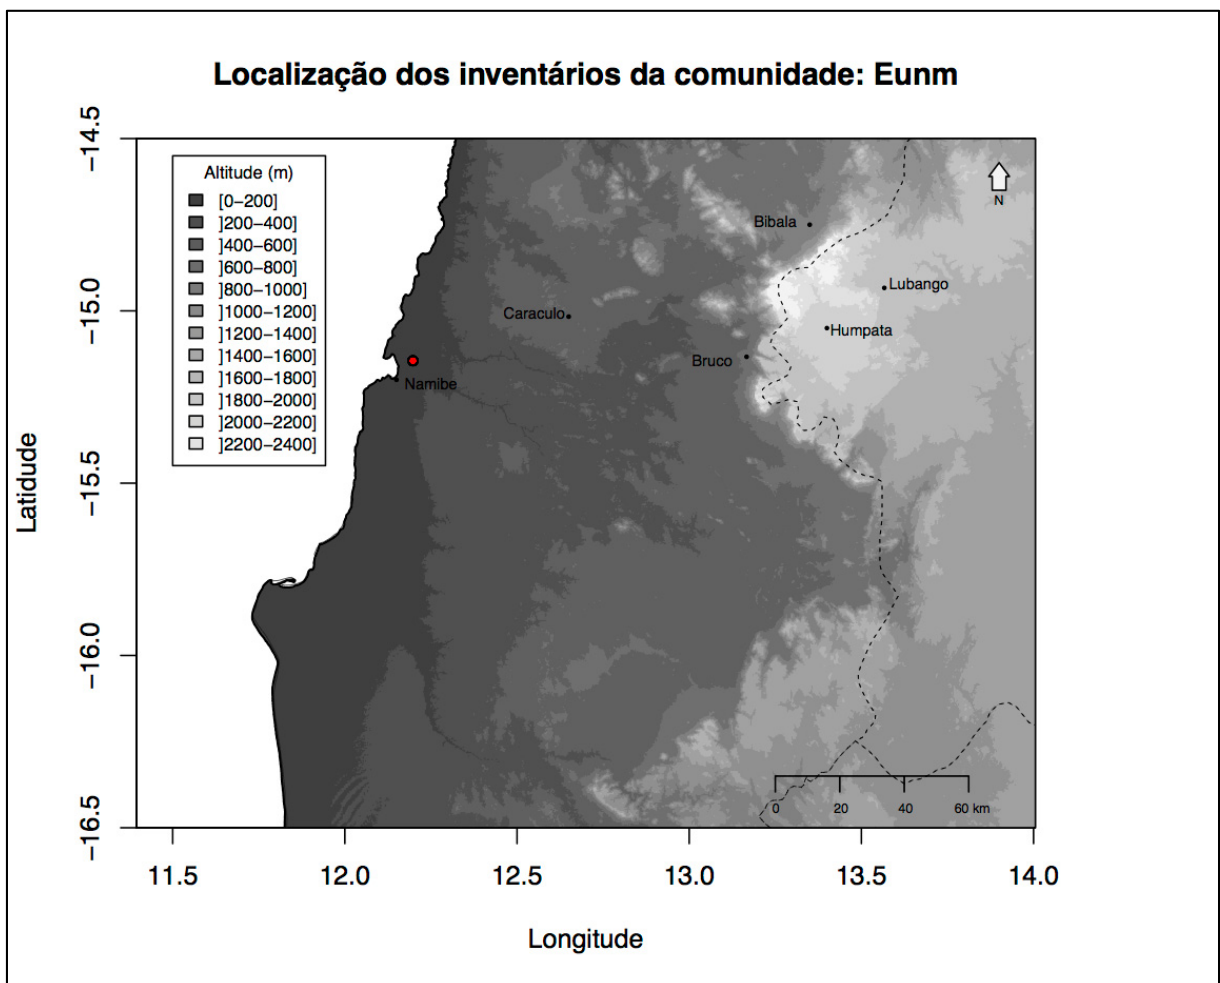 Localização dos inventários da comunidade: Eunm
Altitude (m)
[0−200]
]200−400]
]400−600]
]600−800]
]800−1000]
]1000−1200]
]1200−1400]
]1400−1600]
]1600−1800]
]1800−2000]
]2000−2200]
]2200−2400]
N
Bibala
Lubango
Caraculo
Humpata
Bruco
Namibe
0 20 40 60 km
−14.5
−15.0
−15.5
−16.0
−16.5
Latidude
11.5 12.0 12.5 13.0 13.5 14.0
Longitude